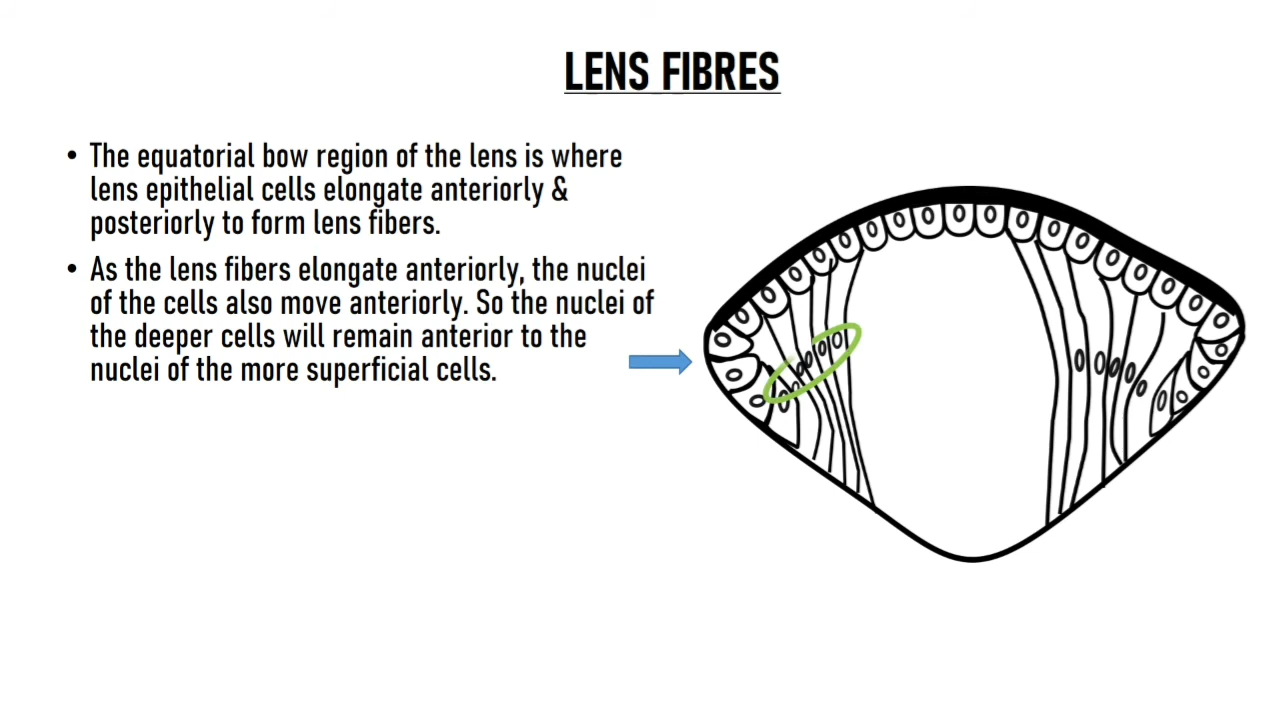 LENS FIBRES
• The equatorial bow region of the lens is where
lens epithelial cells elongate anteriorly &
posteriorly to form lens fibers.
• As the lens fibers elongate anteriorly, the nuclei
of the cells also move anteriorly. So the nuclei of
the deeper cells will remain anterior to the
nuclei of the more superficial cells.